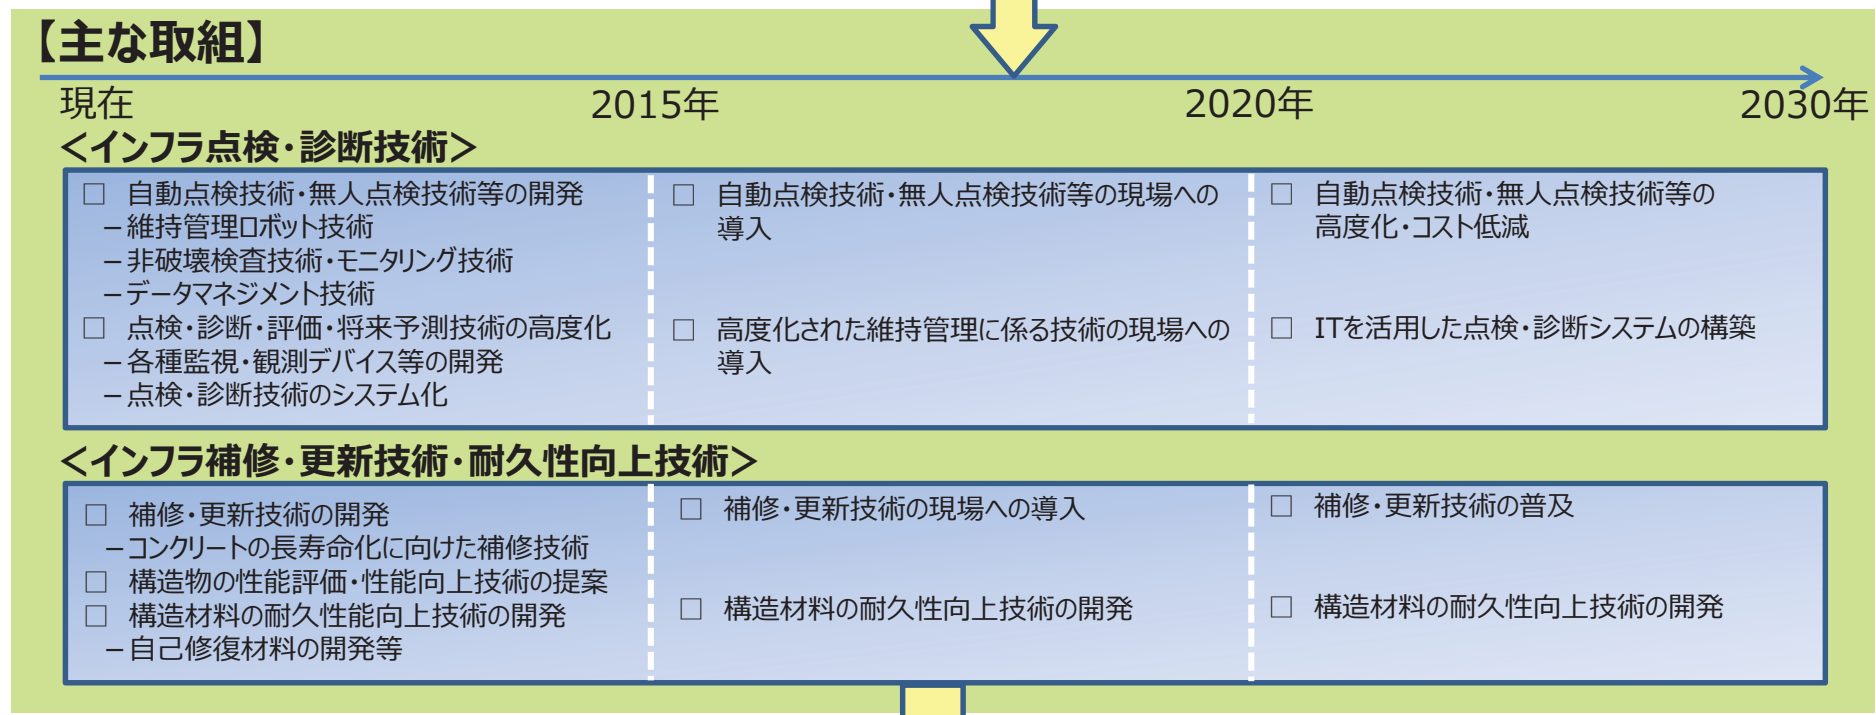 【主な取組】
現在
2015年
2020年
2030年
<インフラ点検・診断技術>
□ 自動点検技術・無人点検技術等の開発
－維持管理ロボット技術
－非破壊検査技術・モニタリング技術
－データマネジメント技術
□ 点検・診断・評価・将来予測技術の高度化
－各種監視・観測デバイス等の開発
－点検・診断技術のシステム化
□ 自動点検技術・無人点検技術等の現場への
導入
□ 高度化された維持管理に係る技術の現場への
導入
□ 自動点検技術・無人点検技術等の
高度化・コスト低減
□ ITを活用した点検・診断システムの構築
<インフラ補修・更新技術・耐久性向上技術>
□ 補修・更新技術の開発
－コンクリートの長寿命化に向けた補修技術
□ 構造物の性能評価・性能向上技術の提案
□ 構造材料の耐久性能向上技術の開発
－自己修復材料の開発等
□ 補修・更新技術の現場への導入
□ 構造材料の耐久性向上技術の開発
□ 補修・更新技術の普及
□ 構造材料の耐久性向上技術の開発